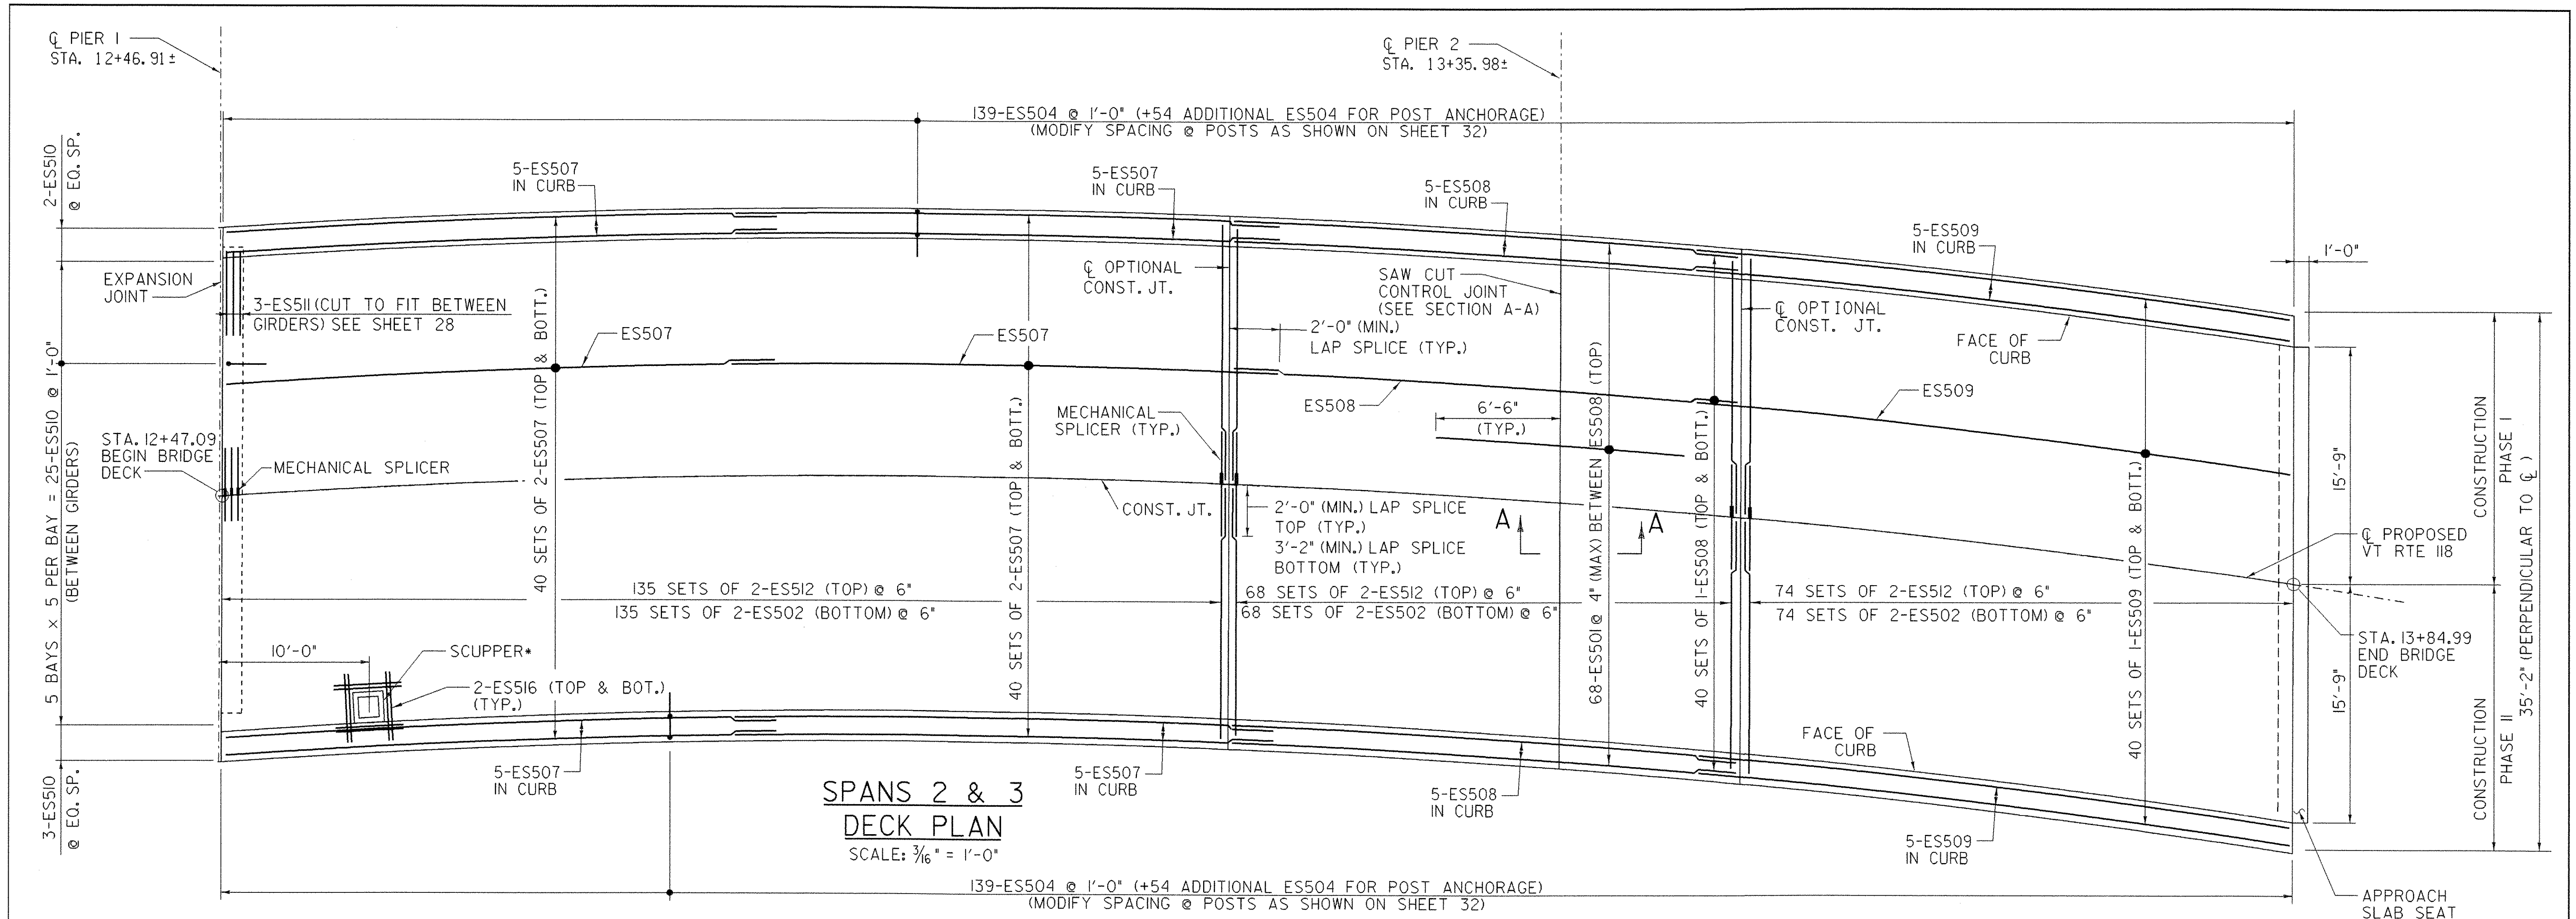 ℄ PIER 1
STA. 12+46.91±
℄ PIER 2
STA. 13+35.98±
139-ES504 @ 1'-0" (+54 ADDITIONAL ES504 FOR POST ANCHORAGE)
(MODIFY SPACING @ POSTS AS SHOWN ON SHEET 32)
2-ES510
@ EQ. SP.
5-ES507
IN CURB
5-ES507
IN CURB
5-ES508
IN CURB
5-ES509
IN CURB
1'-0"
EXPANSION
JOINT
3-ES511 (CUT TO FIT BETWEEN
GIRDERS) SEE SHEET 28
℄ OPTIONAL
CONST. JT.
SAW CUT
CONTROL JOINT
(SEE SECTION A-A)
℄ OPTIONAL
CONST. JT.
FACE OF
CURB
ES507
ES507
2'-0" (MIN.)
LAP SPLICE (TYP.)
ES508
ES509
6'-6"
(TYP.)
MECHANICAL
SPLICER (TYP.)
5 BAYS x 5 PER BAY = 25-ES510 @ 1'-0"
(BETWEEN GIRDERS)
STA. 12+47.09
BEGIN BRIDGE
DECK
MECHANICAL SPLICER
40 SETS OF 2-ES507 (TOP & BOTT.)
40 SETS OF 2-ES507 (TOP & BOTT.)
68-ES501 @ 4" (MAX) BETWEEN ES508 (TOP)
40 SETS OF 1-ES508 (TOP & BOTT.)
40 SETS OF 1-ES509 (TOP & BOTT.)
CONST. JT.
2'-0" (MIN.) LAP SPLICE
TOP (TYP.)
3'-2" (MIN.) LAP SPLICE
BOTTOM (TYP.)
A
A
15'-9"
15'-9"
CONSTRUCTION
PHASE I
CONSTRUCTION
PHASE II
35'-2" (PERPENDICULAR TO ℄ )
℄ PROPOSED
VT RTE 118
135 SETS OF 2-ES512 (TOP) @ 6"
135 SETS OF 2-ES502 (BOTTOM) @ 6"
68 SETS OF 2-ES512 (TOP) @ 6"
68 SETS OF 2-ES502 (BOTTOM) @ 6"
74 SETS OF 2-ES512 (TOP) @ 6"
74 SETS OF 2-ES502 (BOTTOM) @ 6"
STA. 13+84.99
END BRIDGE
DECK
10'-0"
SCUPPER*
2-ES516 (TOP & BOT.)
(TYP.)
FACE OF
CURB
3-ES510
@ EQ. SP.
5-ES507
IN CURB
5-ES507
IN CURB
5-ES508
IN CURB
5-ES509
IN CURB
SPANS 2 & 3
DECK PLAN
SCALE: 3/16" = 1'-0"
139-ES504 @ 1'-0" (+54 ADDITIONAL ES504 FOR POST ANCHORAGE)
(MODIFY SPACING @ POSTS AS SHOWN ON SHEET 32)
APPROACH
SLAB SEAT